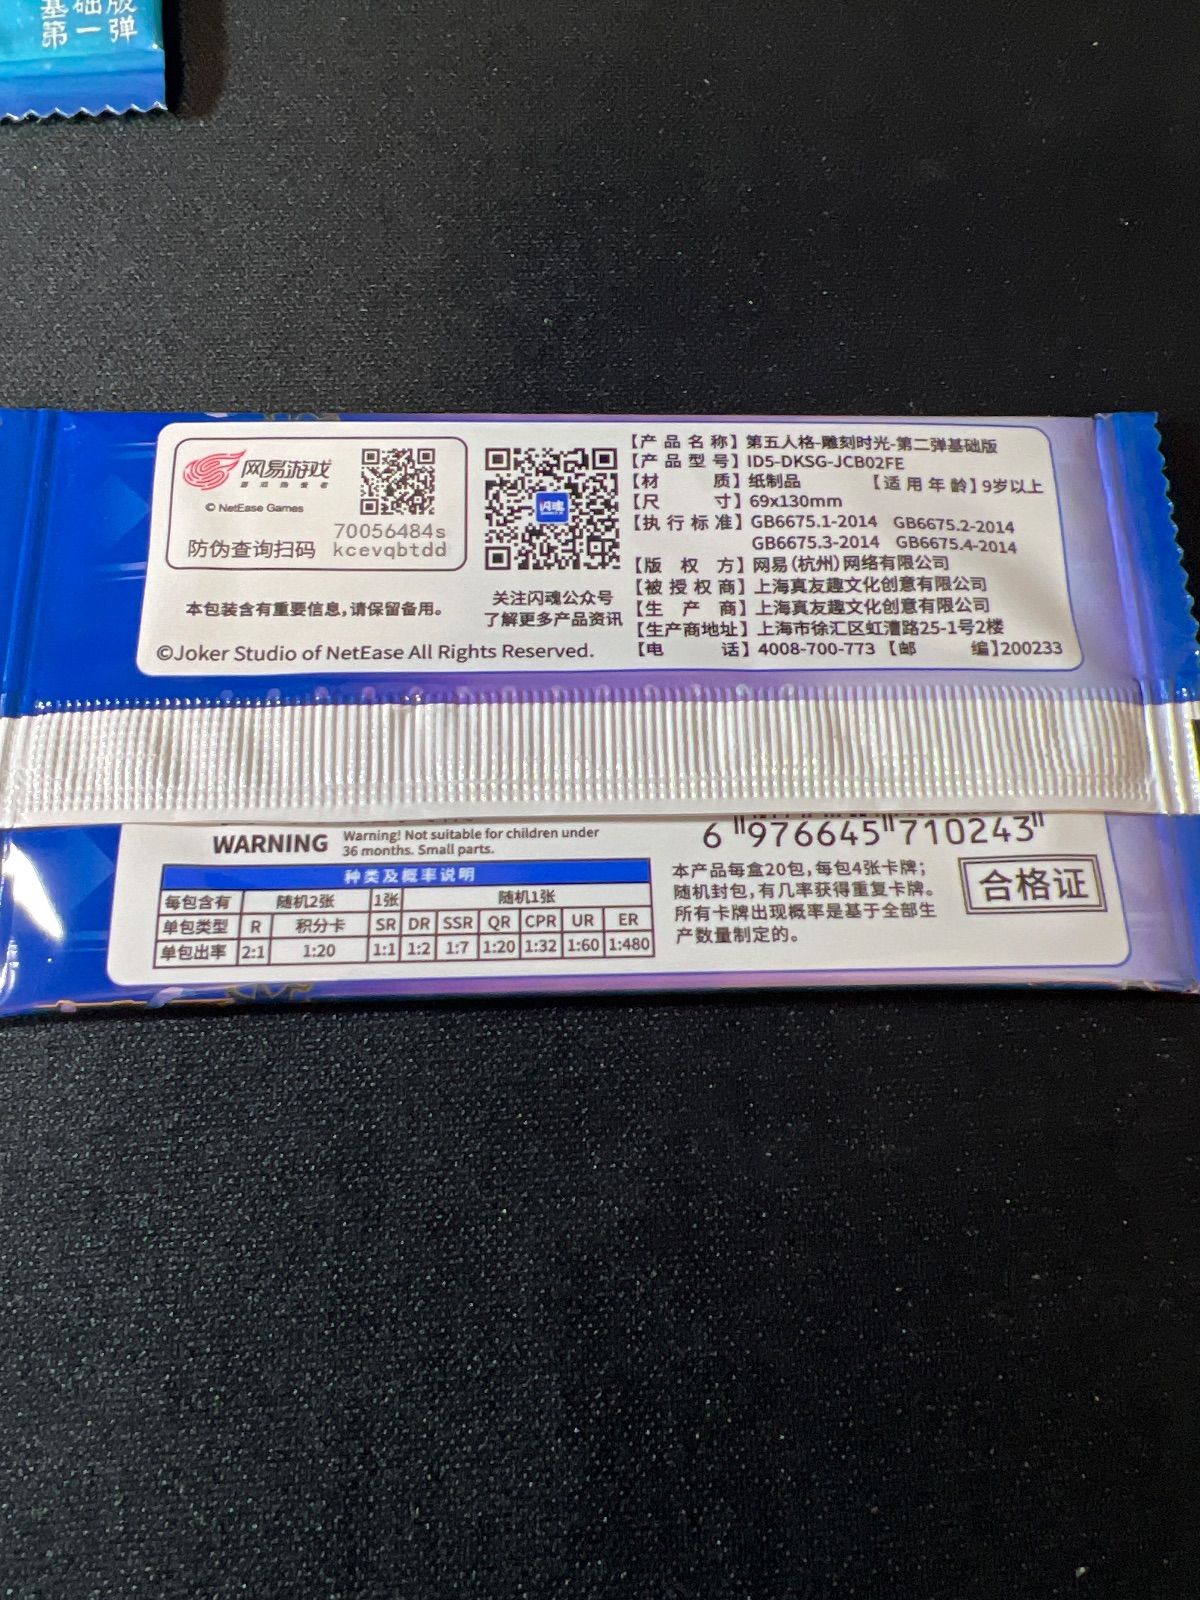 基础版
第一弹
网易游戏
游戏热爱者
© NetEase Games
防伪查询扫码
70056484s
kcevqbtdd
本包装含有重要信息,请保留备用。
©Joker Studio of NetEase All Rights Reserved.
闪魂
关注闪魂公众号
了解更多产品资讯
【产品名称】第五人格-雕刻时光-第二弹基础版
【产品型号】ID5-DKSG-JCB02FE
【材 质】纸制品 【适用年龄】9岁以上
【尺 寸】69x130mm
【执行标准】GB6675.1-2014 GB6675.2-2014
GB6675.3-2014 GB6675.4-2014
【版 权 方】网易(杭州)网络有限公司
【被授权商】上海真友趣文化创意有限公司
【生 产 商】上海真友趣文化创意有限公司
【生产商地址】上海市徐汇区虹漕路25-1号2楼
【电 话】4008-700-773 【邮 编】200233
WARNING
Warning! Not suitable for children under
36 months. Small parts.
种类及概率说明
每包含有 随机2张 1张 随机1张
单包类型 R 积分卡 SR DR SSR QR CPR UR ER
单包出率 2:1 1:20 1:1 1:2 1:7 1:20 1:32 1:60 1:480
6 976645 710243
本产品每盒20包,每包4张卡牌;
随机封包,有几率获得重复卡牌。
所有卡牌出现概率是基于全部生
产数量制定的。
合格证